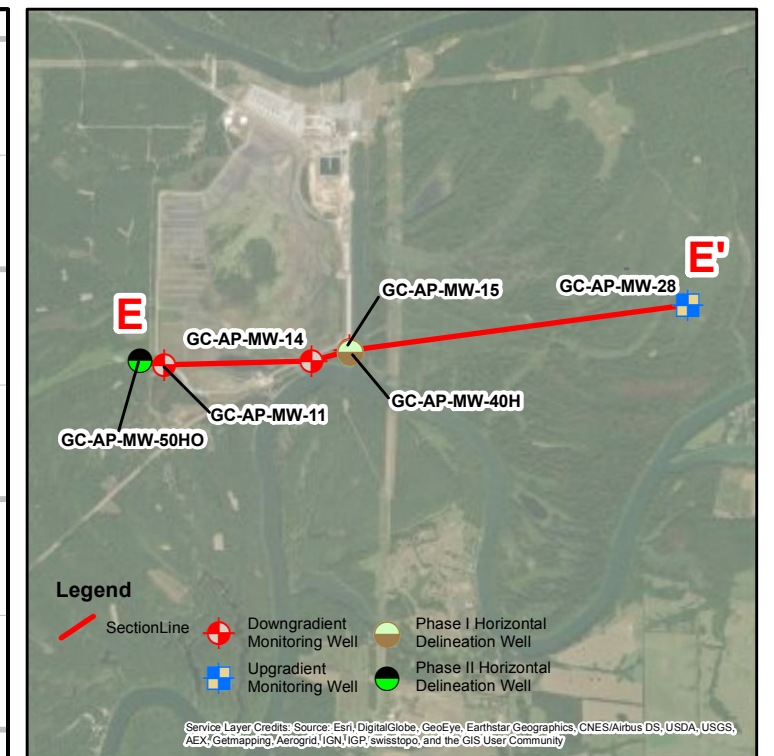 E'
GC-AP-MW-28
GC-AP-MW-15
E
GC-AP-MW-14
GC-AP-MW-40H
GC-AP-MW-11
GC-AP-MW-50HO
Legend
SectionLine
Downgradient
Monitoring Well
Phase I Horizontal
Delineation Well
Upgradient
Monitoring Well
Phase II Horizontal
Delineation Well
Service Layer Credits: Source: Esri, DigitalGlobe, GeoEye, Earthstar Geographics, CNES/Airbus DS, USDA, USGS,
AEX, Getmapping, Aerogrid, IGN, IGP, swisstopo, and the GIS User Community